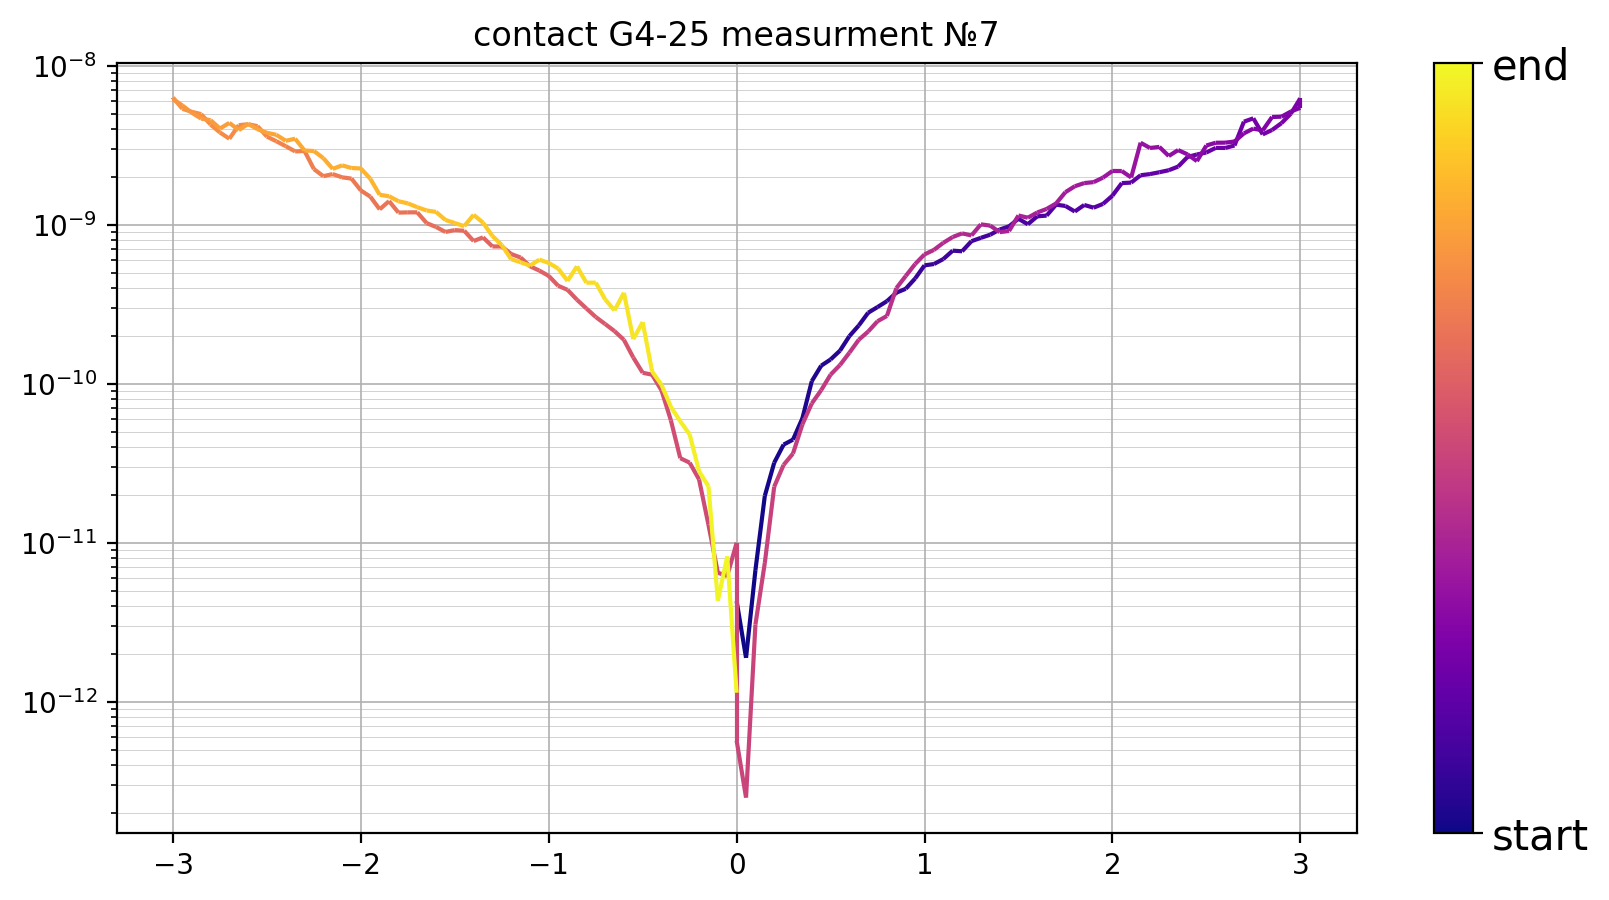 contact G4-25 measurment №7
10⁻⁸
10⁻⁹
10⁻¹⁰
10⁻¹¹
10⁻¹²
−3 −2 −1 0 1 2 3
end
start